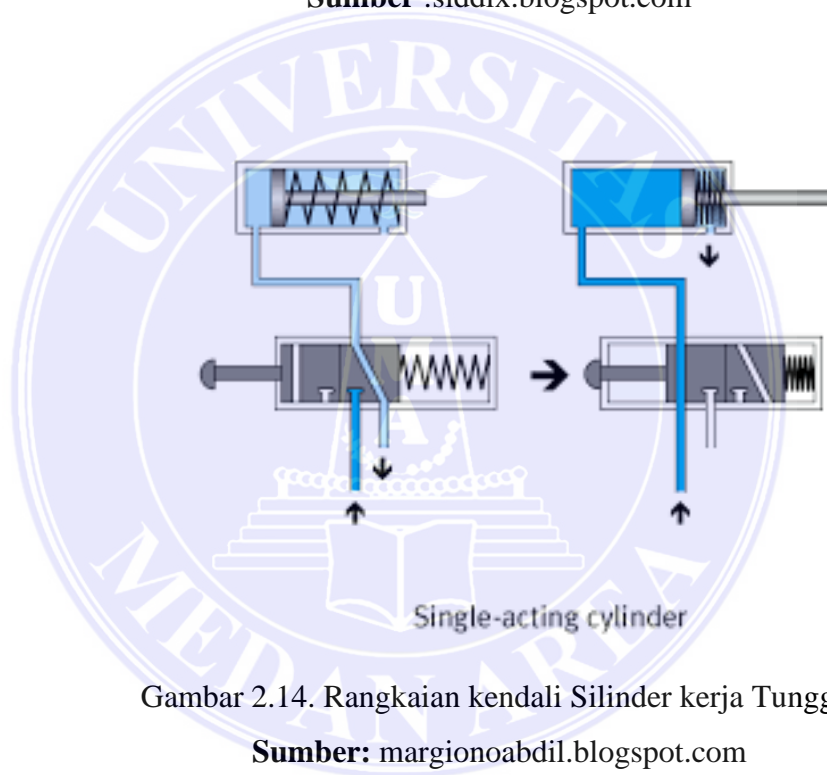 Sumber :siddix.blogspot.com
UNIVERSITAS
U
M
A
Single-acting cylinder
MEDAN AREA
Gambar 2.14. Rangkaian kendali Silinder kerja Tungg
Sumber: margionoabdil.blogspot.com